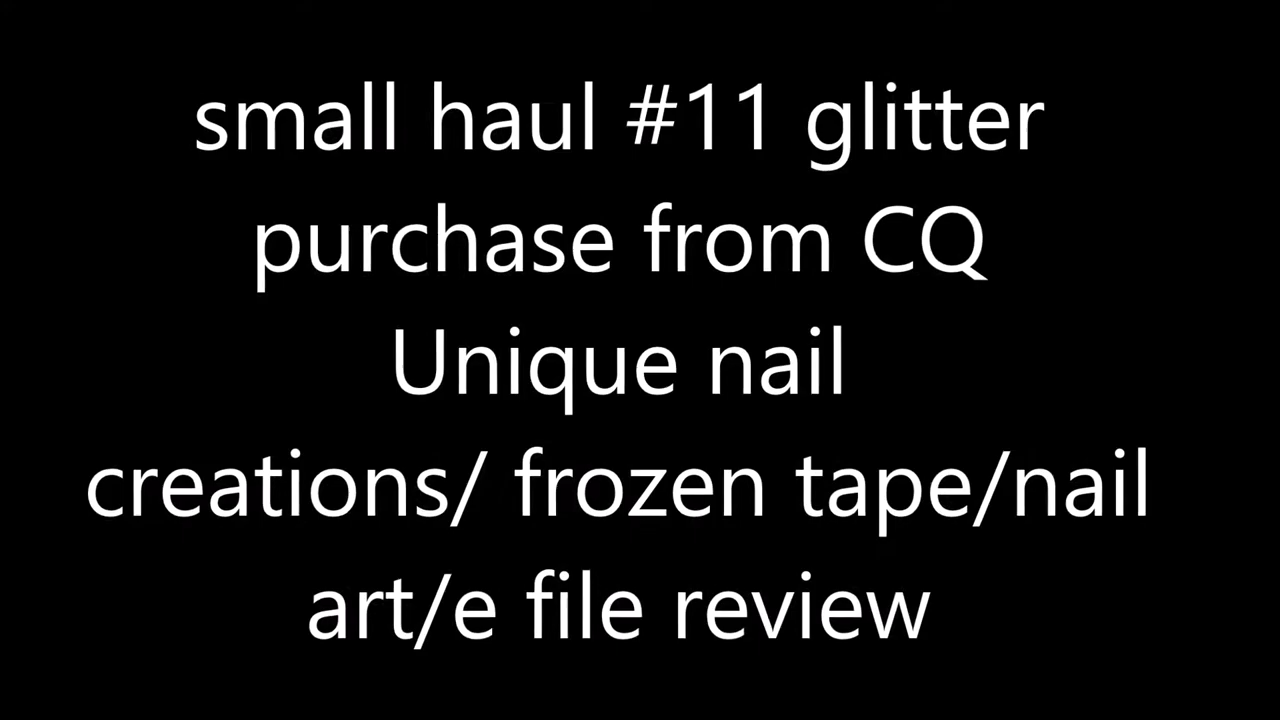 small haul #11 glitter
purchase from CQ
Unique nail
creations/ frozen tape/nail
art/e file review